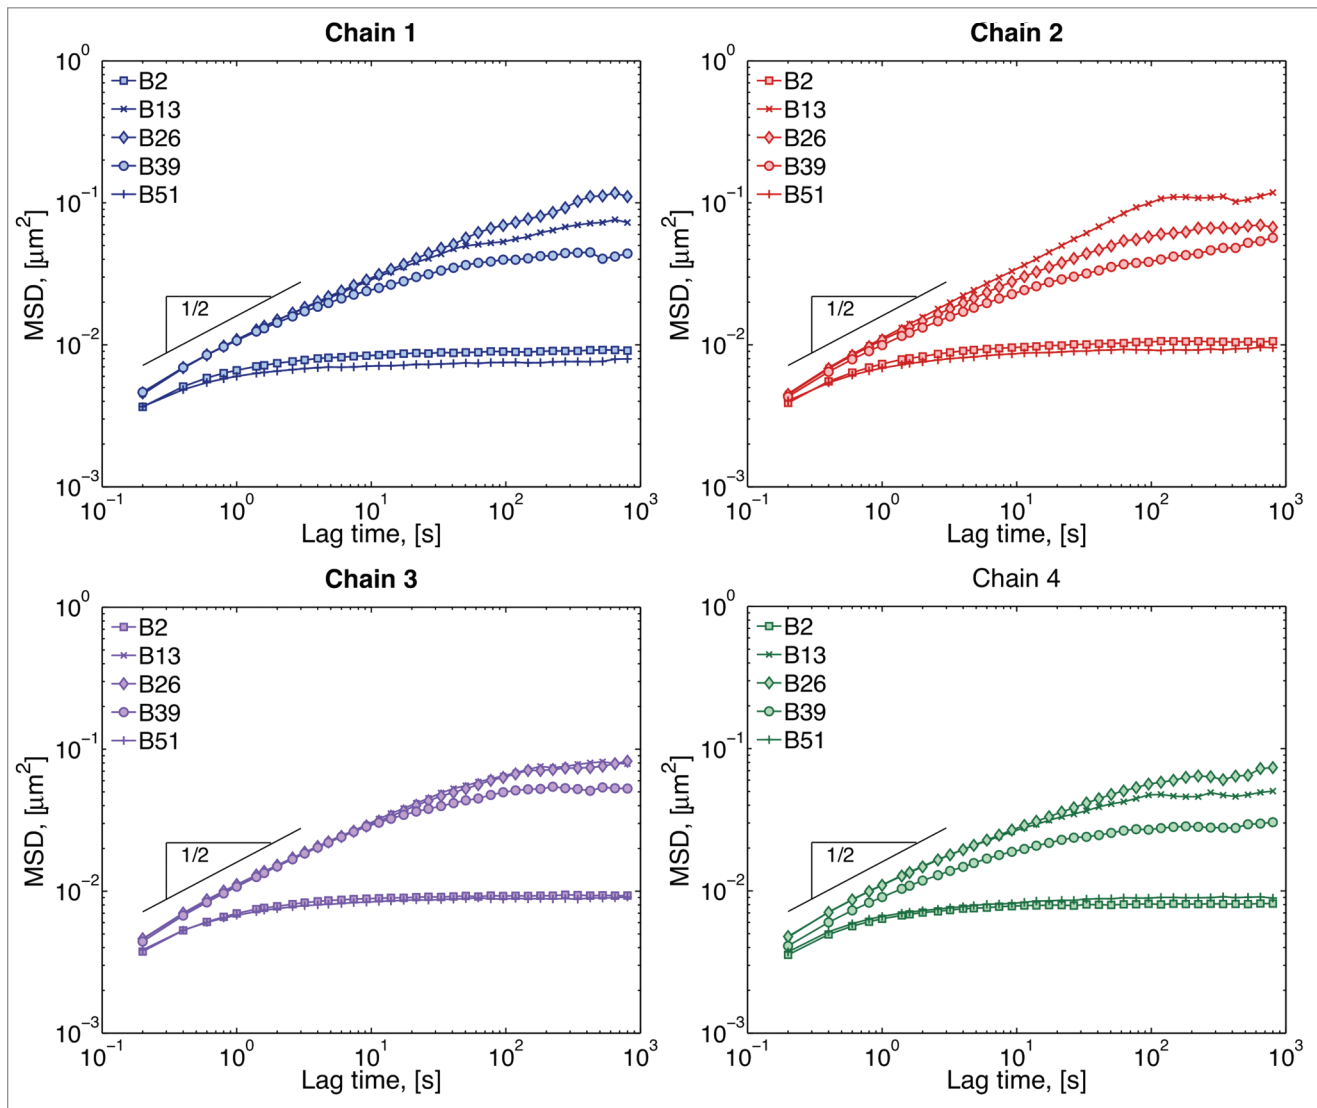 Chain 1
10^0
10^-1
10^-2
10^-3
MSD, [μm^2]
B2
B13
B26
B39
B51
1/2
10^-1 10^0 10^1 10^2 10^3
Lag time, [s]
Chain 2
10^0
10^-1
10^-2
10^-3
MSD, [μm^2]
B2
B13
B26
B39
B51
1/2
10^-1 10^0 10^1 10^2 10^3
Lag time, [s]
Chain 3
10^0
10^-1
10^-2
10^-3
MSD, [μm^2]
B2
B13
B26
B39
B51
1/2
10^-1 10^0 10^1 10^2 10^3
Lag time, [s]
Chain 4
10^0
10^-1
10^-2
10^-3
MSD, [μm^2]
B2
B13
B26
B39
B51
1/2
10^-1 10^0 10^1 10^2 10^3
Lag time, [s]